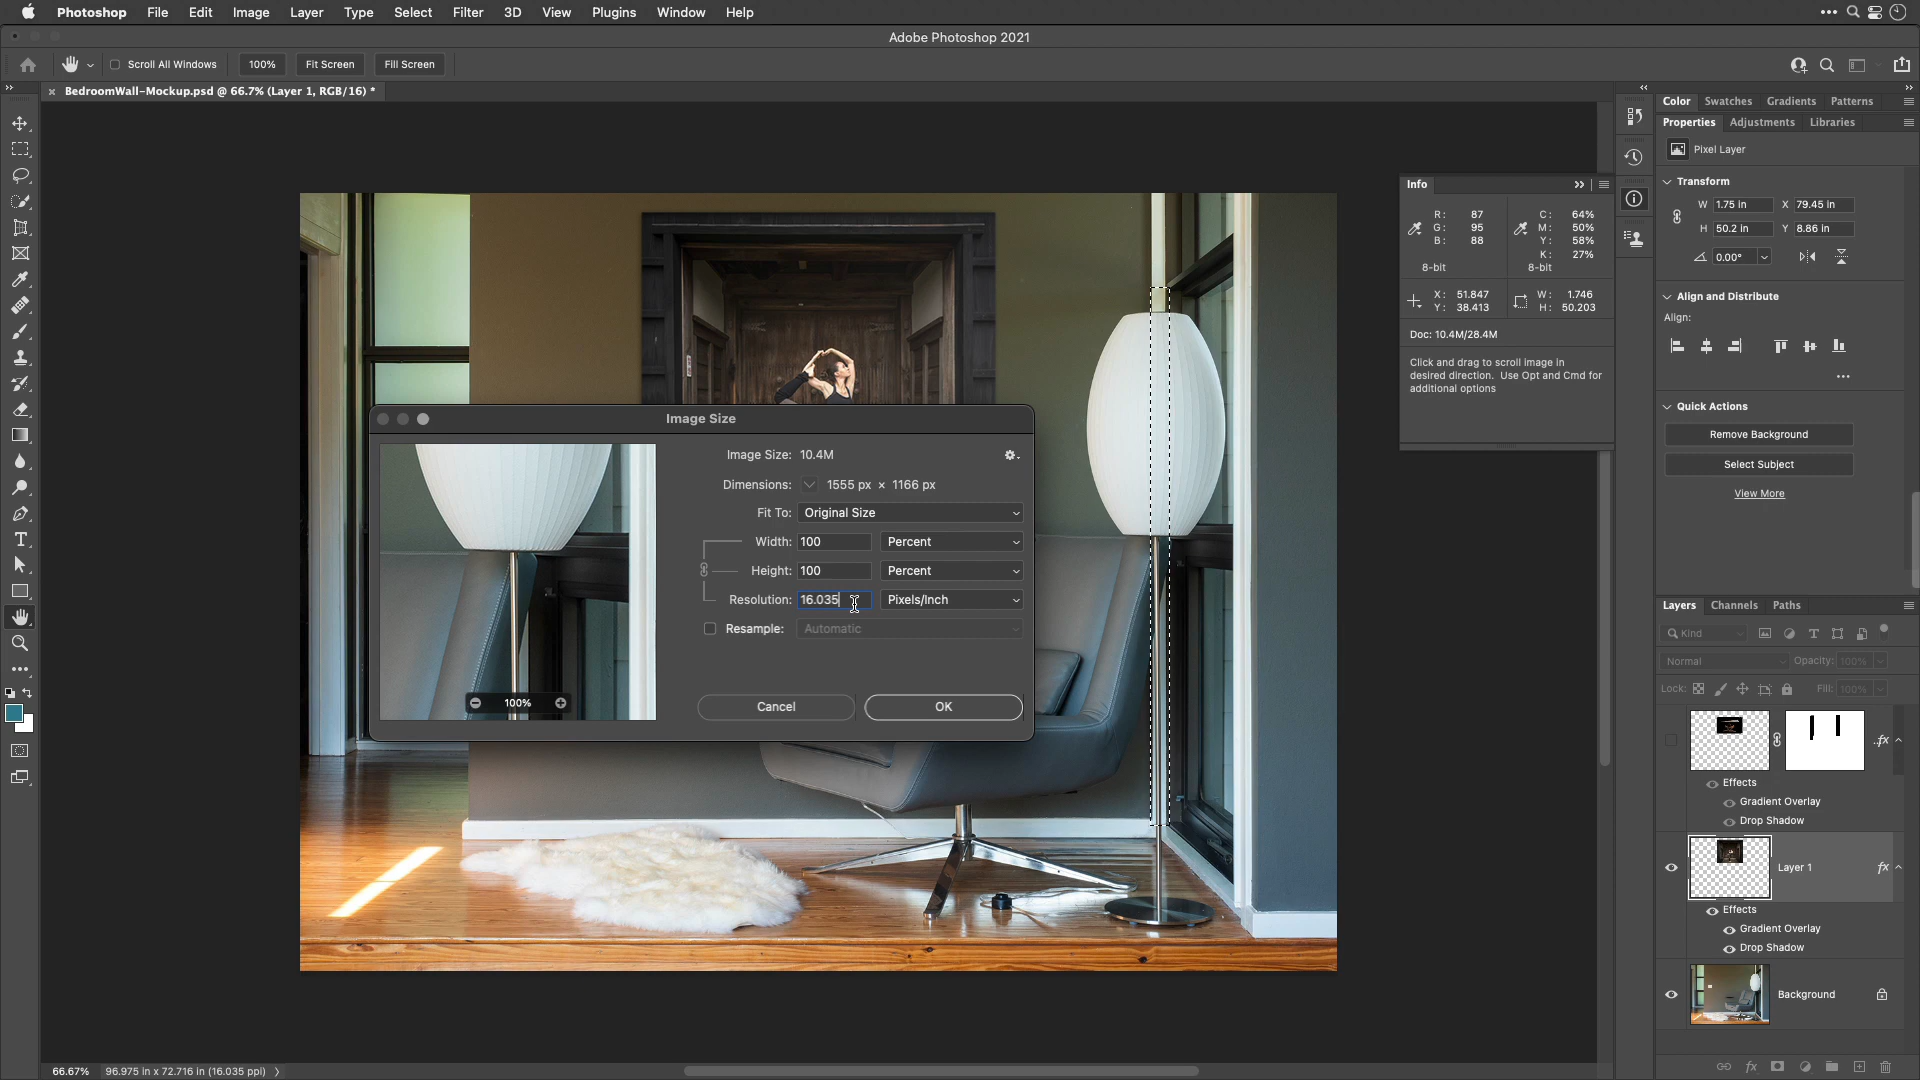 Photoshop File Edit Image Layer Type Select Filter 3D View Plugins Window Help
Adobe Photoshop 2021
Scroll All Windows 100% Fit Screen Fill Screen
× BedroomWall-Mockup.psd @ 66.7% (Layer 1, RGB/16) *
Color Swatches Gradients Patterns
Properties Adjustments Libraries
Pixel Layer
Transform
W 1.75 in X 79.45 in
H 50.2 in Y 8.86 in
0.00°
Align and Distribute
Align:
Quick Actions
Remove Background
Select Subject
View More
Info
R: 87 C: 64%
G: 95 M: 50%
B: 88 Y: 58%
K: 27%
8-bit 8-bit
X: 51.847 W: 1.746
Y: 38.413 H: 50.203
Doc: 10.4M/28.4M
Click and drag to scroll image in
desired direction. Use Opt and Cmd for
additional options
Image Size
Image Size: 10.4M
Dimensions: 1555 px × 1166 px
Fit To: Original Size
Width: 100 Percent
Height: 100 Percent
Resolution: 16.035 Pixels/Inch
Resample: Automatic
100%
Cancel OK
Layers Channels Paths
Kind
Normal Opacity: 100%
Lock: Fill: 100%
fx
Effects
Gradient Overlay
Drop Shadow
Layer 1 fx
Effects
Gradient Overlay
Drop Shadow
Background
fx
66.67% 96.975 in x 72.716 in (16.035 ppi)